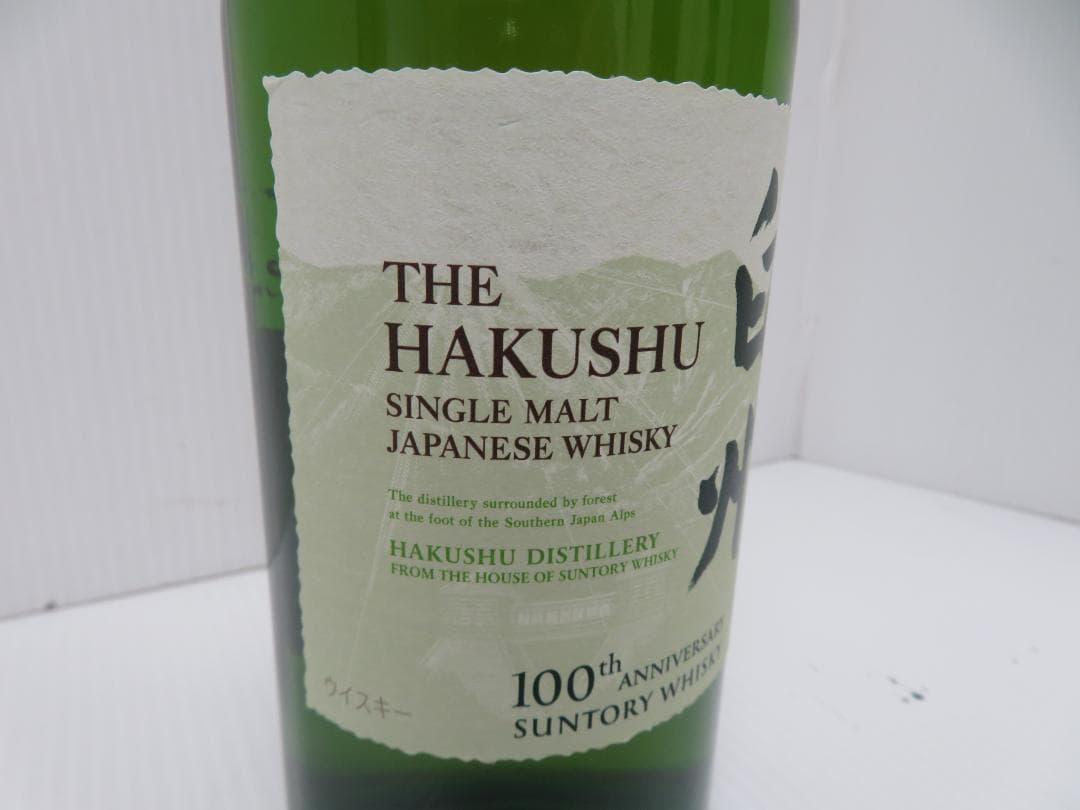 THE
HAKUSHU
SINGLE MALT
JAPANESE WHISKY
The distillery surrounded by forest
at the foot of the Southern Japan Alps
HAKUSHU DISTILLERY
FROM THE HOUSE OF SUNTORY WHISKY
100th ANNIVERSARY
SUNTORY WHISKY
ウイスキー
白州